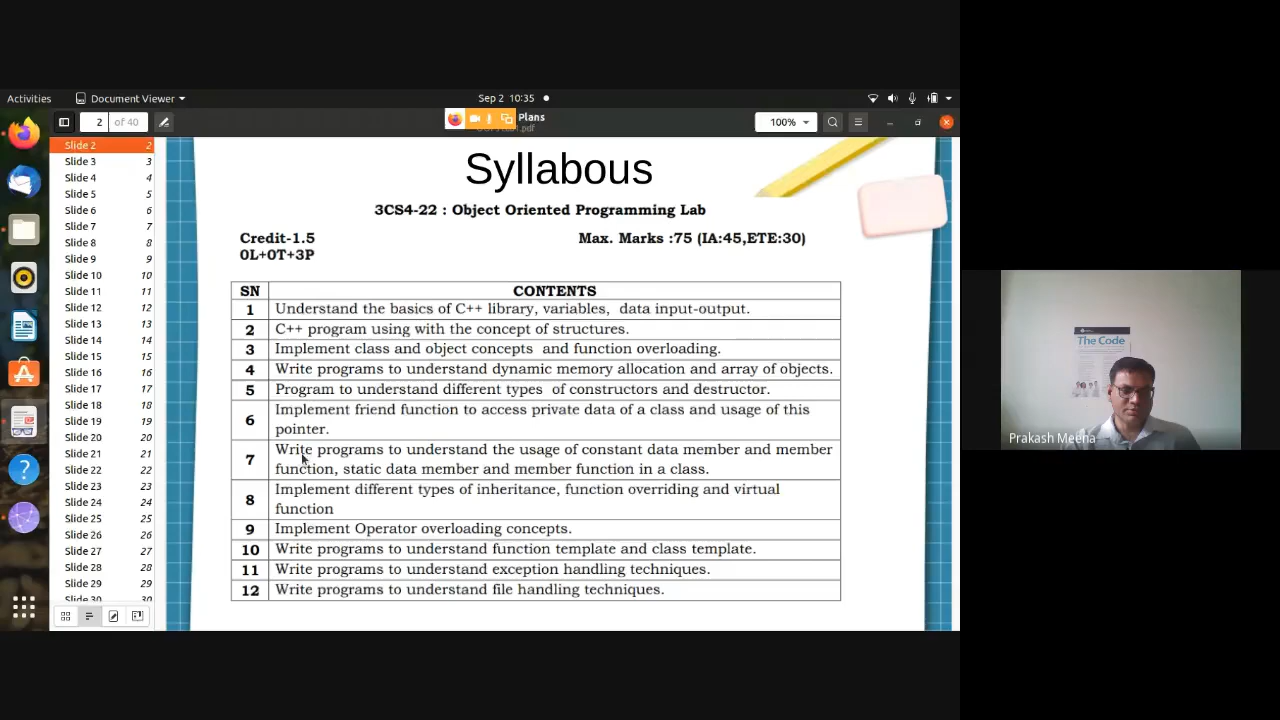 Activities
Document Viewer
Sep 2 10:35
2 of 40
Plans
100%
Slide 2 2
Slide 3 3
Slide 4 4
Slide 5 5
Slide 6 6
Slide 7 7
Slide 8 8
Slide 9 9
Slide 10 10
Slide 11 11
Slide 12 12
Slide 13 13
Slide 14 14
Slide 15 15
Slide 16 16
Slide 17 17
Slide 18 18
Slide 19 19
Slide 20 20
Slide 21 21
Slide 22 22
Slide 23 23
Slide 24 24
Slide 25 25
Slide 26 26
Slide 27 27
Slide 28 28
Slide 29 29
Slide 30 30
Syllabous
3CS4-22 : Object Oriented Programming Lab
Credit-1.5 Max. Marks :75 (IA:45,ETE:30)
0L+0T+3P
SN CONTENTS
1 Understand the basics of C++ library, variables, data input-output.
2 C++ program using with the concept of structures.
3 Implement class and object concepts and function overloading.
4 Write programs to understand dynamic memory allocation and array of objects.
5 Program to understand different types of constructors and destructor.
6 Implement friend function to access private data of a class and usage of this
pointer.
7 Write programs to understand the usage of constant data member and member
function, static data member and member function in a class.
8 Implement different types of inheritance, function overriding and virtual
function
9 Implement Operator overloading concepts.
10 Write programs to understand function template and class template.
11 Write programs to understand exception handling techniques.
12 Write programs to understand file handling techniques.
The Code
Prakash Meena